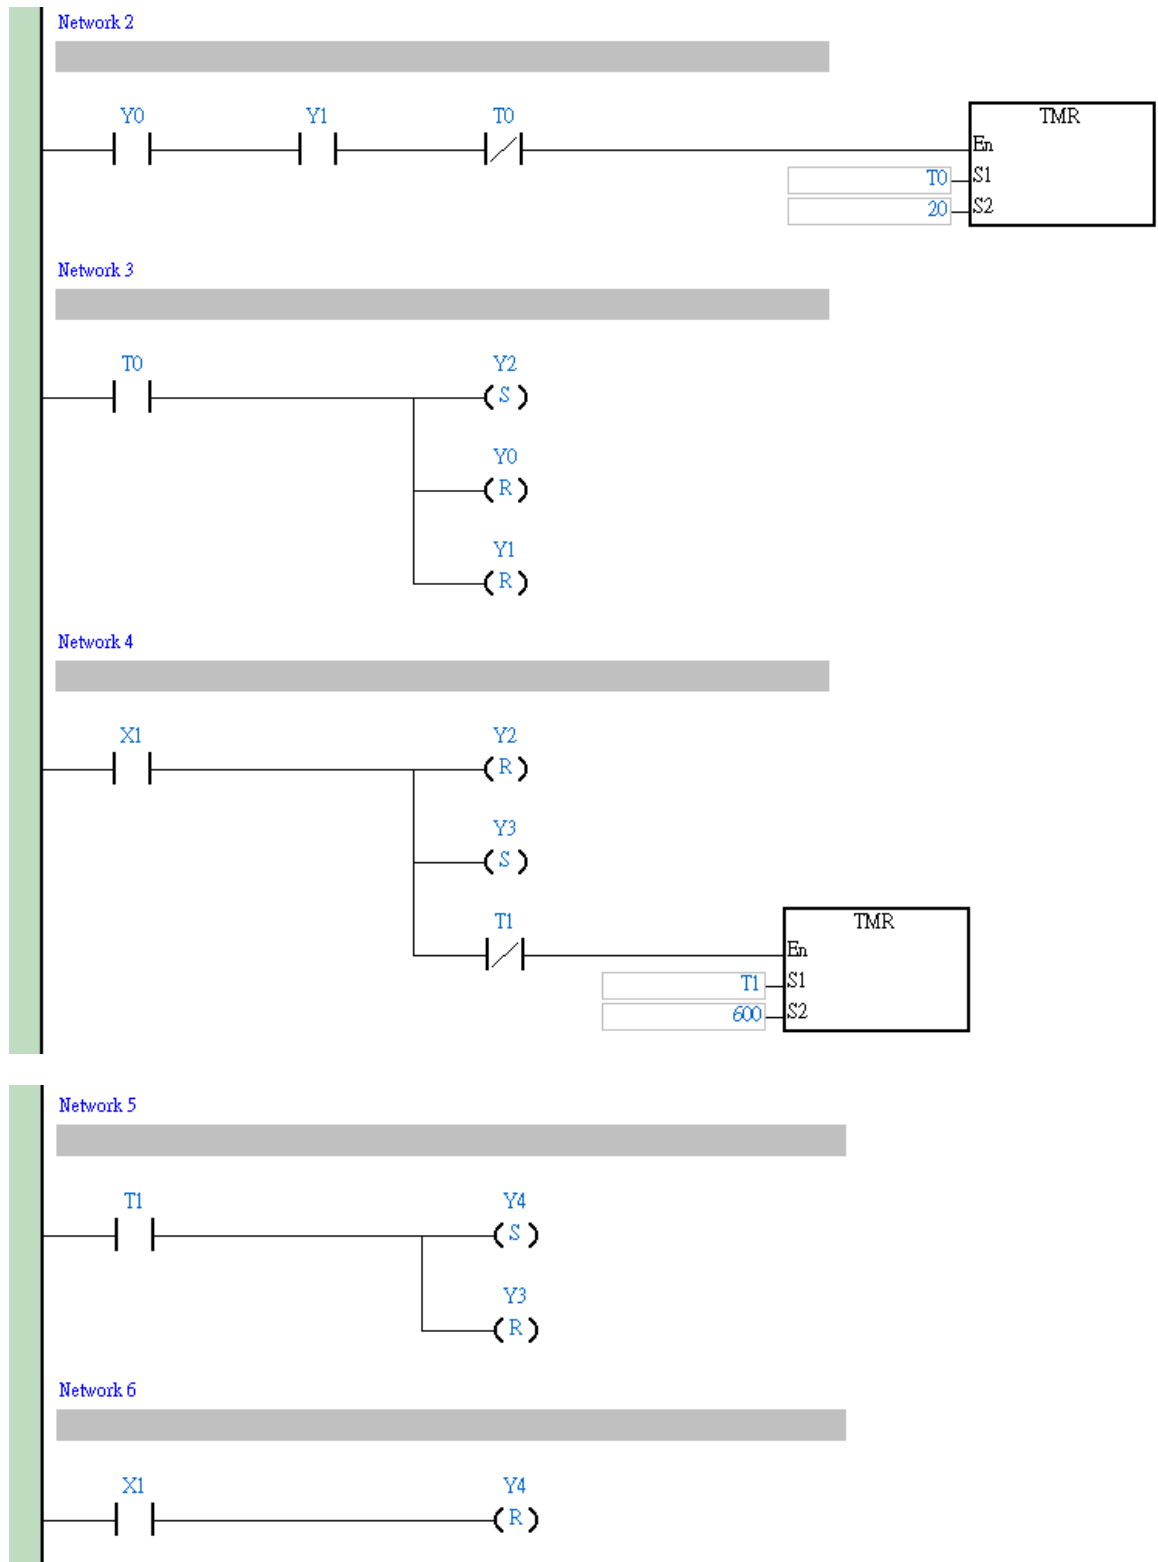 Network 2
Y0 Y1 T0 TMR
En
T0 S1
20 S2
Network 3
T0 Y2
S
Y0
R
Y1
R
Network 4
X1 Y2
R
Y3
S
T1 TMR
En
T1 S1
600 S2
Network 5
T1 Y4
S
Y3
R
Network 6
X1 Y4
R